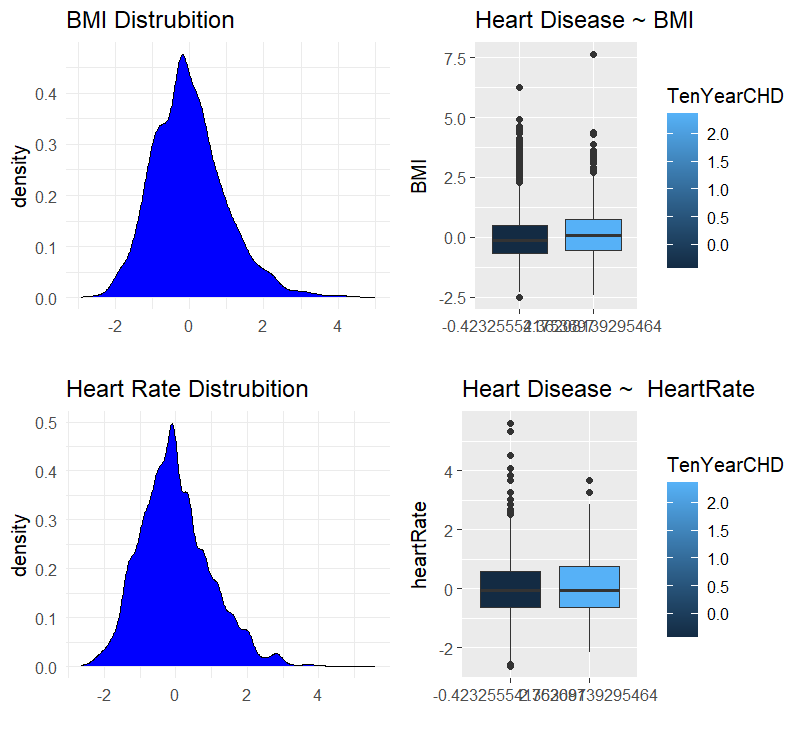 BMI Distrubition
density
0.4
0.3
0.2
0.1
0.0
-2 0 2 4
Heart Disease ~ BMI
BMI
7.5
5.0
2.5
0.0
-2.5
TenYearCHD
2.0
1.5
1.0
0.5
0.0
Heart Rate Distrubition
density
0.5
0.4
0.3
0.2
0.1
0.0
-2 0 2 4
Heart Disease ~  HeartRate
heartRate
4
2
0
-2
TenYearCHD
2.0
1.5
1.0
0.5
0.0